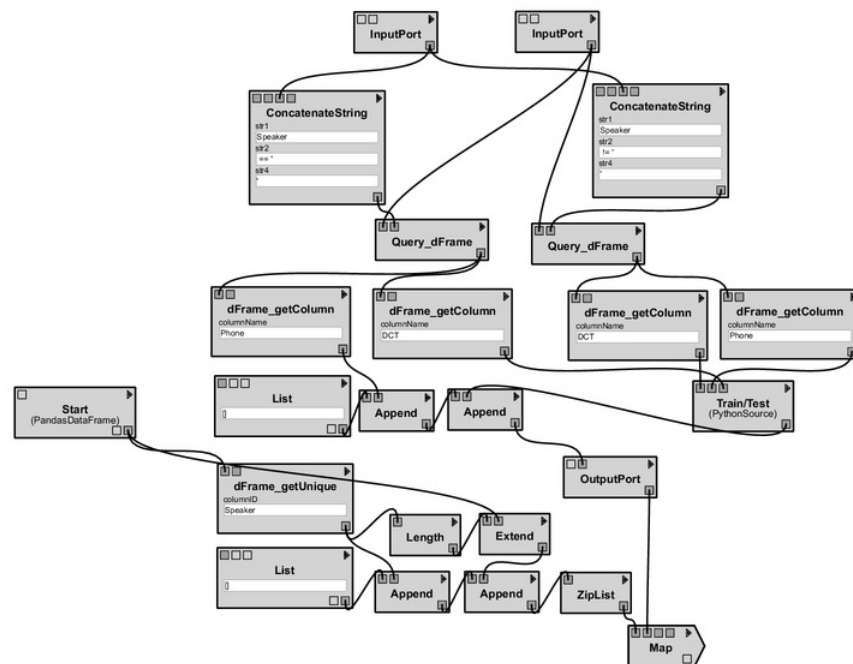 InputPort
InputPort
ConcatenateString
str1
Speaker
str2
== '
str4
'
ConcatenateString
str1
Speaker
str2
!= '
str4
'
Query_dFrame
Query_dFrame
dFrame_getColumn
columnName
Phone
dFrame_getColumn
columnName
DCT
dFrame_getColumn
columnName
DCT
dFrame_getColumn
columnName
Phone
Start
(PandasDataFrame)
List
[]
Append
Append
Train/Test
(PythonSource)
OutputPort
dFrame_getUnique
columnID
Speaker
Length
Extend
List
[]
Append
Append
ZipList
Map